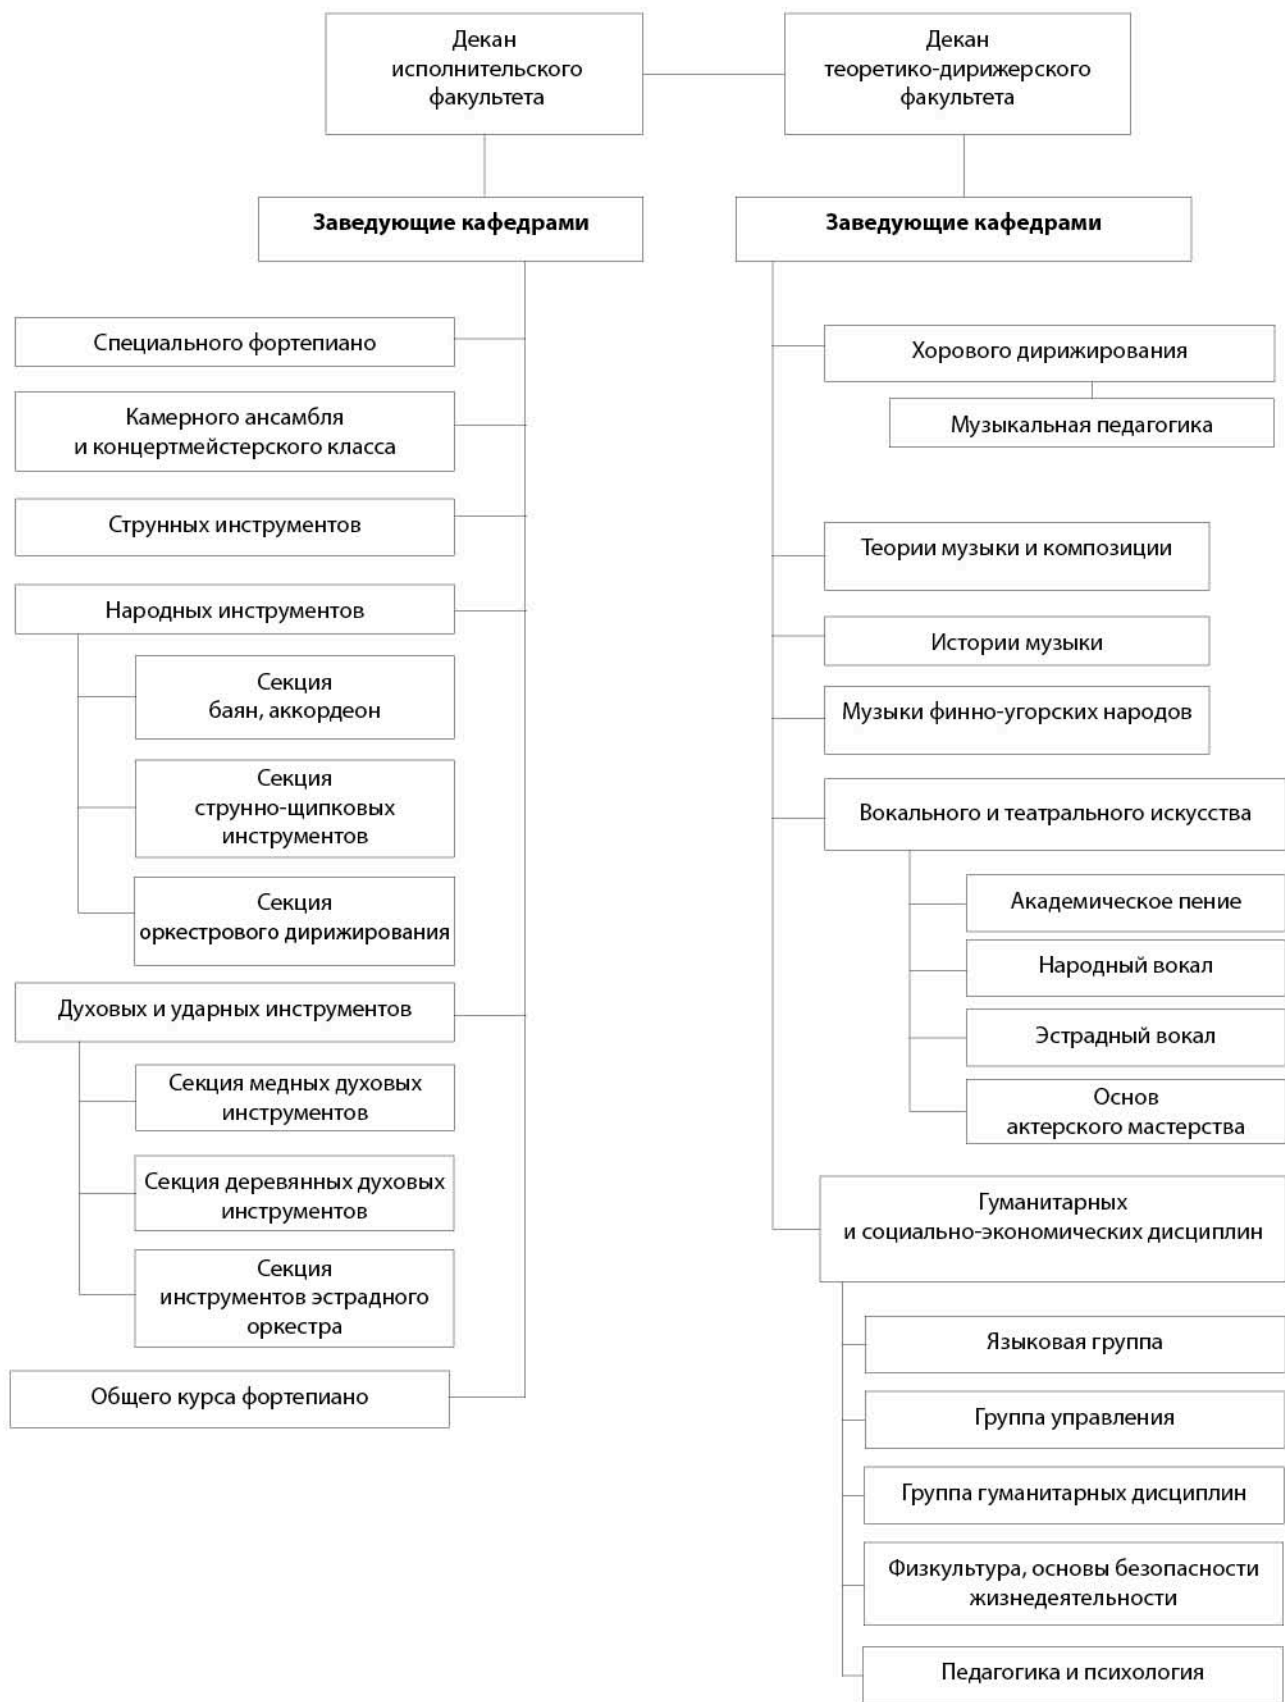 Декан
исполнительского
факультета
Декан
теоретико-дирижерского
факультета
Заведующие кафедрами
Специального фортепиано
Камерного ансамбля
и концертмейстерского класса
Струнных инструментов
Народных инструментов
Секция
баян, аккордеон
Секция
струнно-щипковых
инструментов
Секция
оркестрового дирижирования
Духовых и ударных инструментов
Секция медных духовых
инструментов
Секция деревянных духовых
инструментов
Секция
инструментов эстрадного
оркестра
Общего курса фортепиано
Заведующие кафедрами
Хорового дирижирования
Музыкальная педагогика
Теории музыки и композиции
Истории музыки
Музыки финно-угорских народов
Вокального и театрального искусства
Академическое пение
Народный вокал
Эстрадный вокал
Основ
актерского мастерства
Гуманитарных
и социально-экономических дисциплин
Языковая группа
Группа управления
Группа гуманитарных дисциплин
Физкультура, основы безопасности
жизнедеятельности
Педагогика и психология